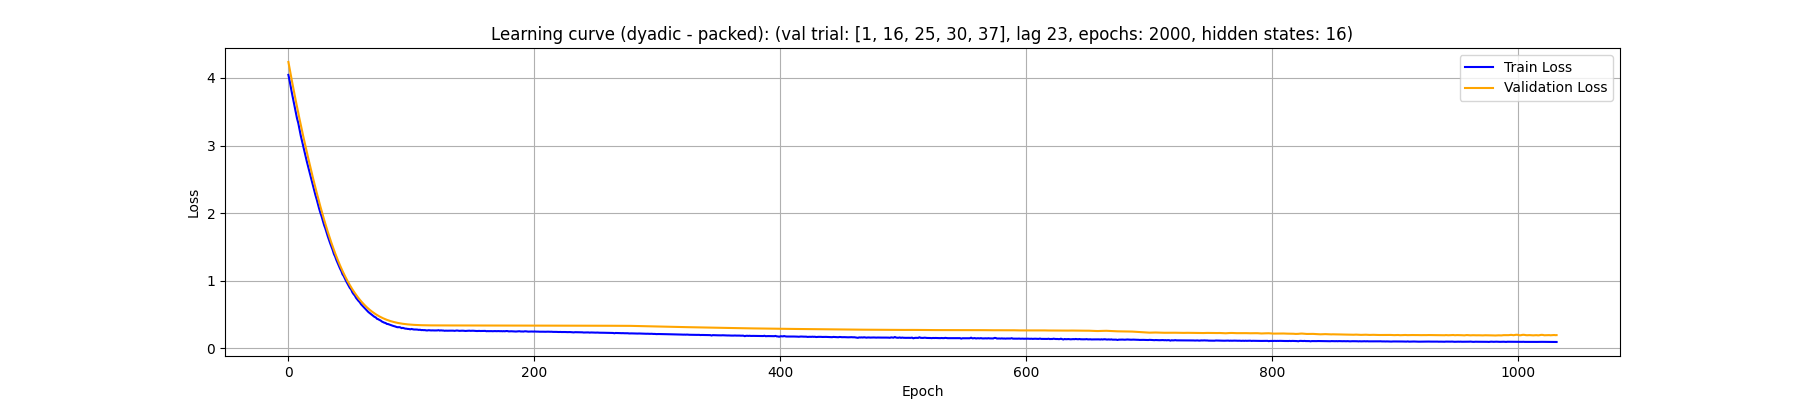 Learning curve (dyadic - packed): (val trial: [1, 16, 25, 30, 37], lag 23, epochs: 2000, hidden states: 16)
Train Loss
Validation Loss
4
3
2
1
0
Loss
0 200 400 600 800 1000
Epoch